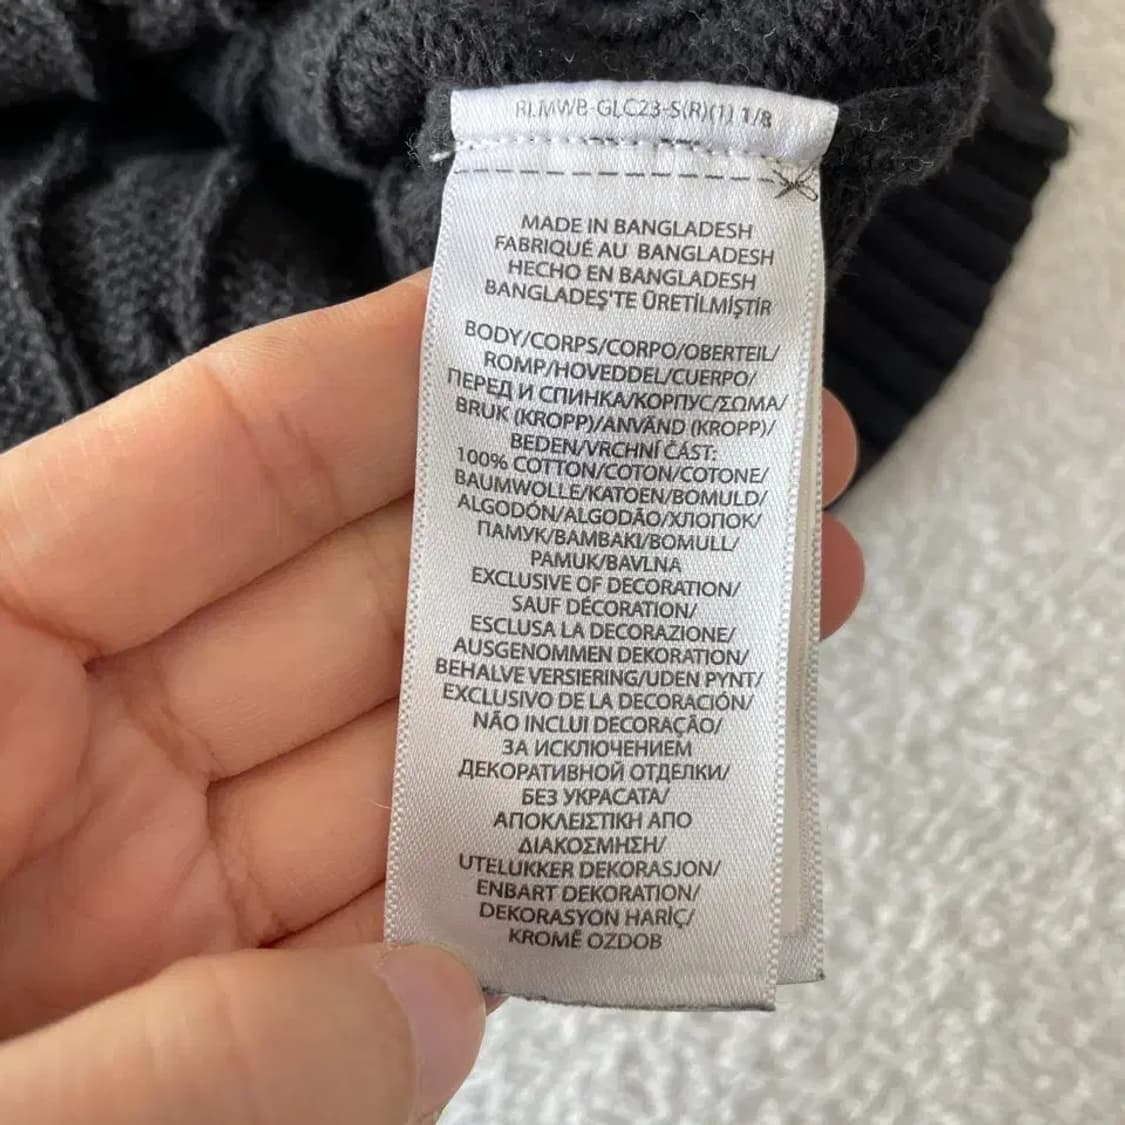 RLMWB-GLC23-S(R)(1) 1/8
MADE IN BANGLADESH
FABRIQUÉ AU BANGLADESH
HECHO EN BANGLADESH
BANGLADEŞ'TE ÜRETİLMİŞTİR
BODY/CORPS/CORPO/OBERTEIL/
ROMP/HOVEDDEL/CUERPO/
ПЕРЕД И СПИНКА/КОРПУС/ΣΩΜΑ/
BRUK (KROPP)/ANVÄND (KROPP)/
BEDEN/VRCHNÍ ČÁST:
100% COTTON/COTON/COTONE/
BAUMWOLLE/KATOEN/BOMULD/
ALGODÓN/ALGODÃO/ХЛОПОК/
ПАМУК/ΒΑΜΒΑΚΙ/BOMULL/
PAMUK/BAVLNA
EXCLUSIVE OF DECORATION/
SAUF DÉCORATION/
ESCLUSA LA DECORAZIONE/
AUSGENOMMEN DEKORATION/
BEHALVE VERSIERING/UDEN PYNT/
EXCLUSIVO DE LA DECORACIÓN/
NÃO INCLUI DECORAÇÃO/
ЗА ИСКЛЮЧЕНИЕМ
ДЕКОРАТИВНОЙ ОТДЕЛКИ/
БЕЗ УКРАСАТА/
ΑΠΟΚΛΕΙΣΤΙΚΗ ΑΠΟ
ΔΙΑΚΟΣΜΗΣΗ/
UTELUKKER DEKORASJON/
ENBART DEKORATION/
DEKORASYON HARİÇ/
KROMĚ OZDOB